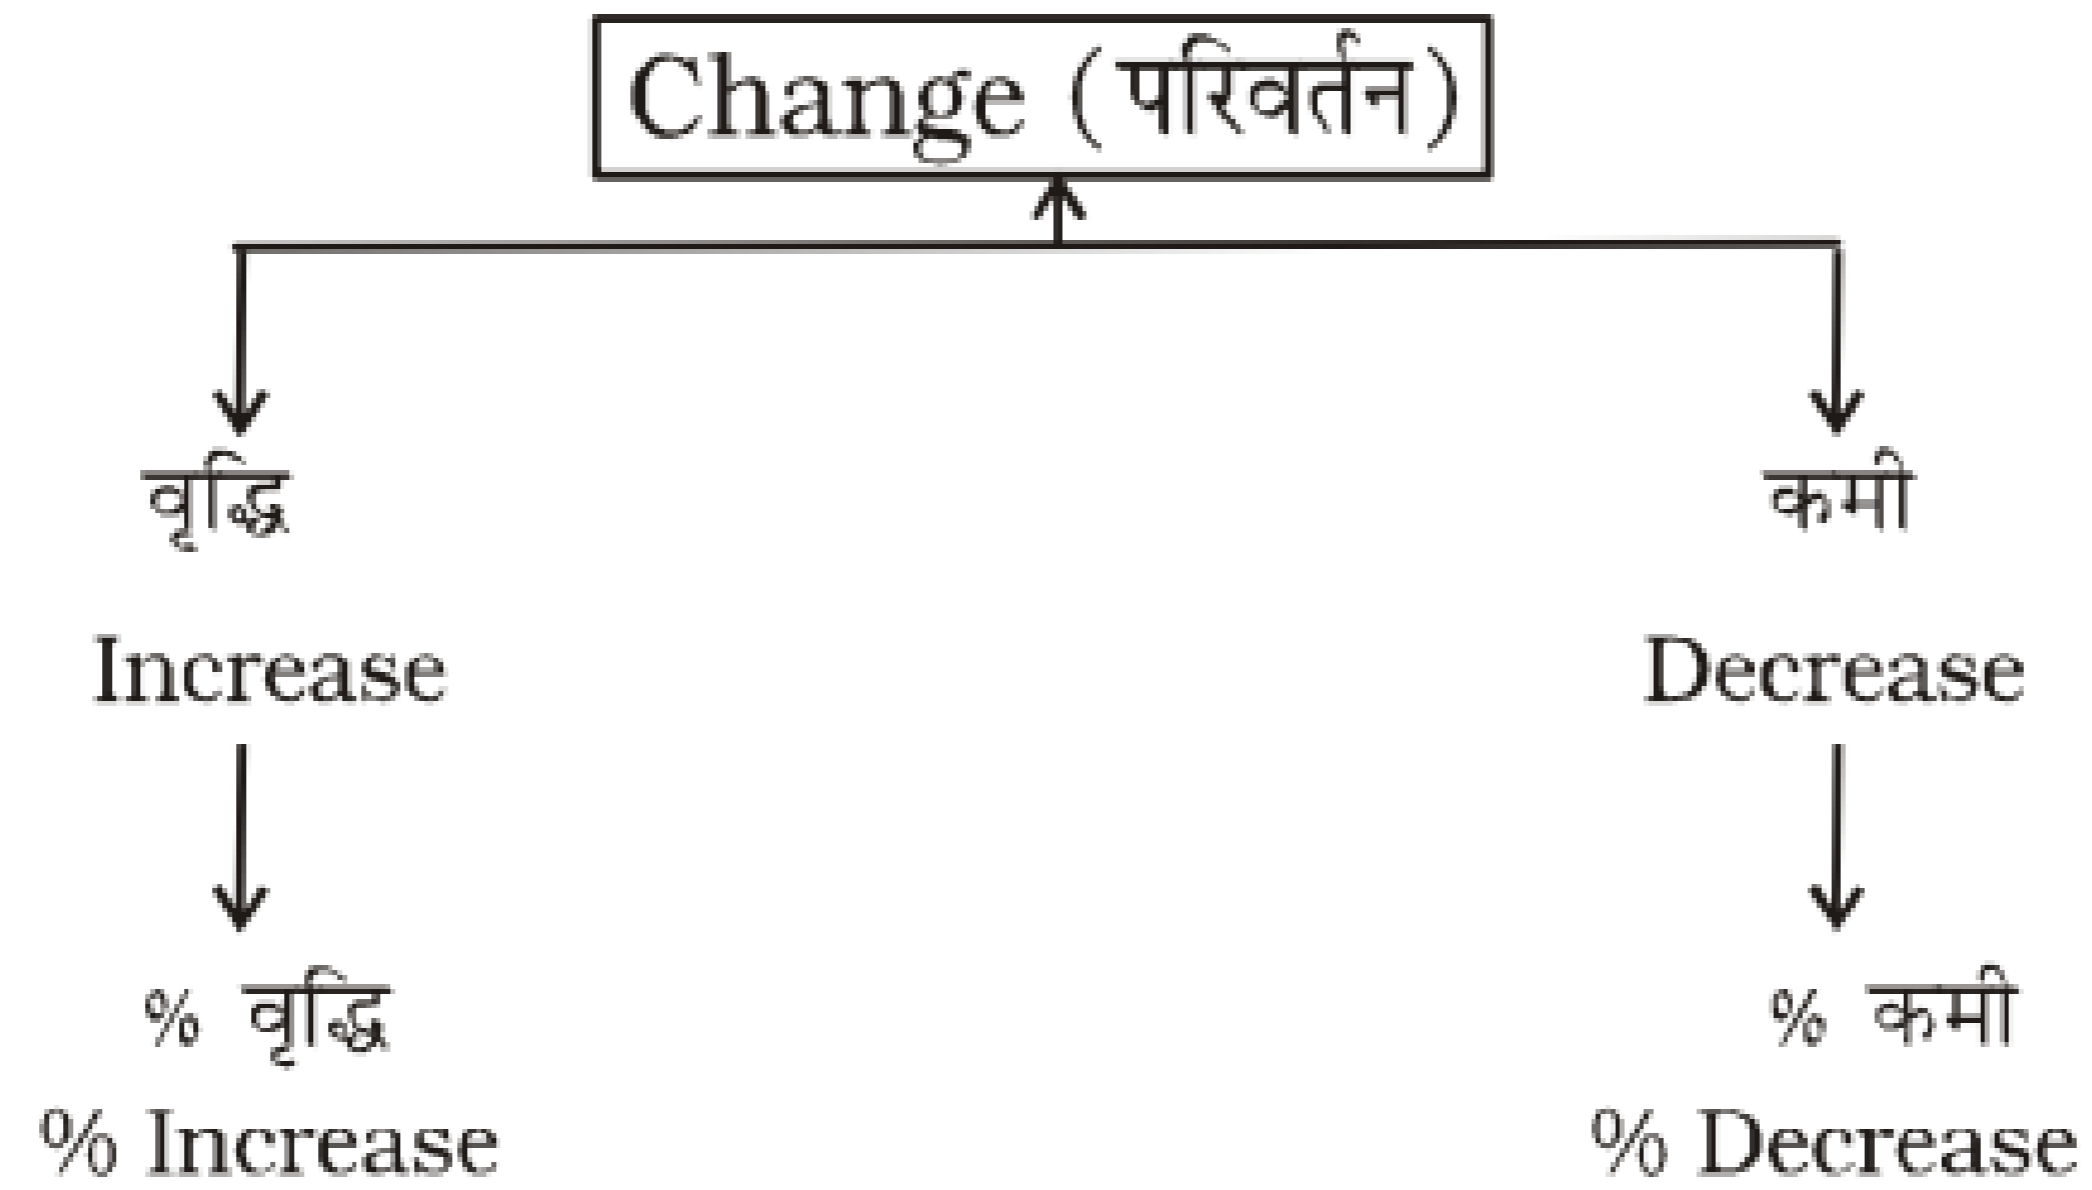 Change (परिवर्तन)
वृद्धि
कमी
Increase
Decrease
% वृद्धि
% कमी
% Increase
% Decrease